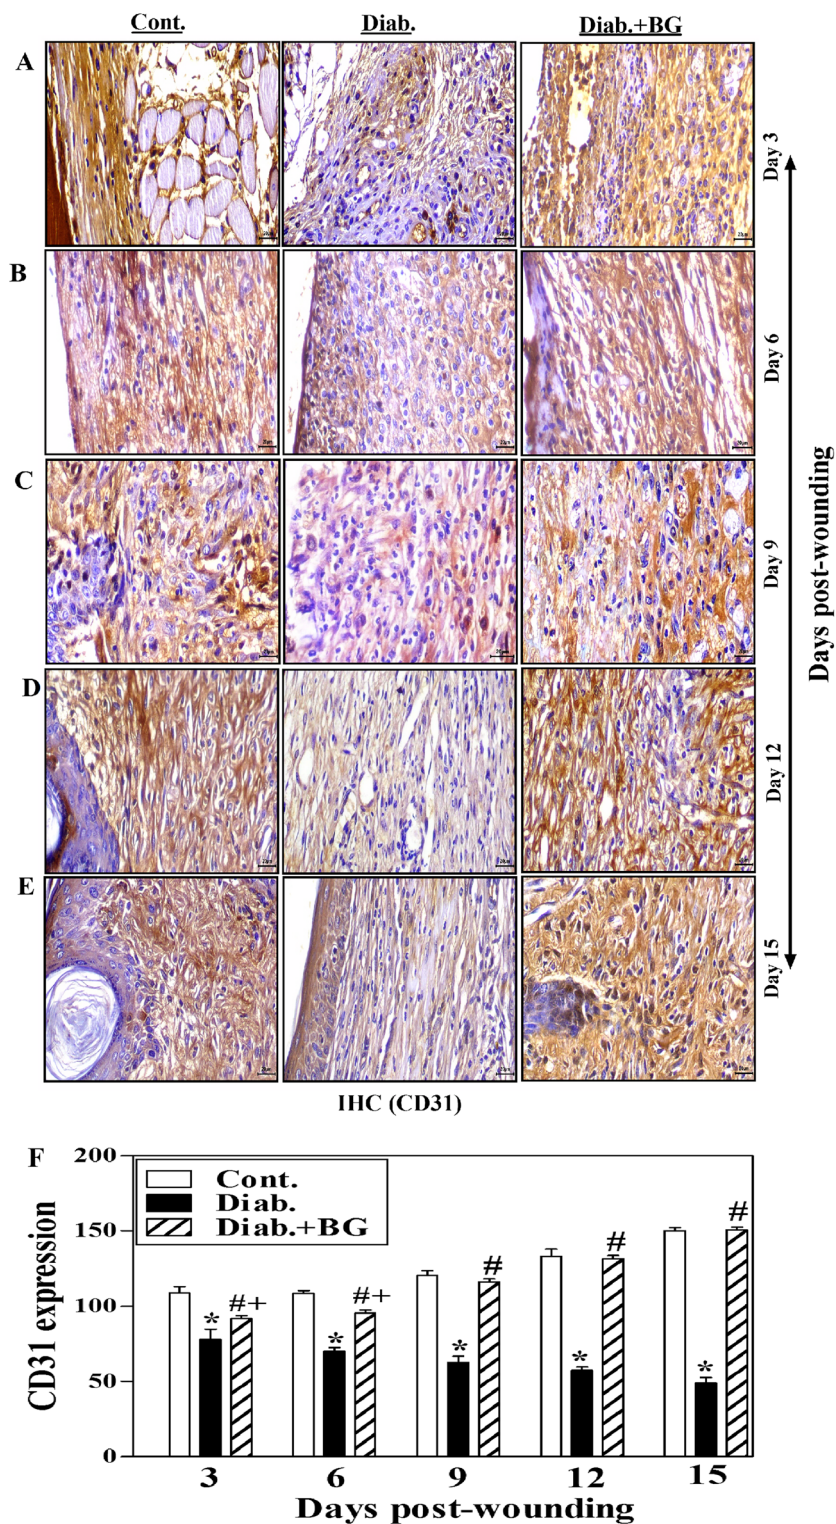 Cont. Diab. Diab.+BG
A
Day 3
B
Day 6
C
Day 9
D
Day 12
E
Day 15
Days post-wounding
IHC (CD31)
F
200
150
100
50
0
CD31 expression
Cont.
Diab.
Diab.+BG
* #+ * #+ * # * # * #
3 6 9 12 15
Days post-wounding